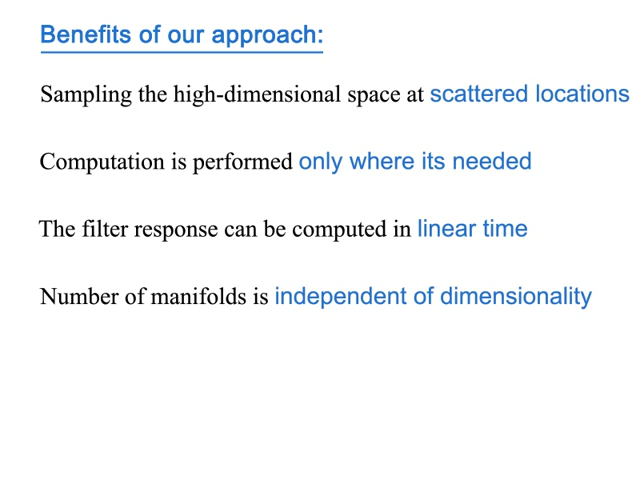 Benefits of our approach:
Sampling the high-dimensional space at scattered locations
Computation is performed only where its needed
The filter response can be computed in linear time
Number of manifolds is independent of dimensionality